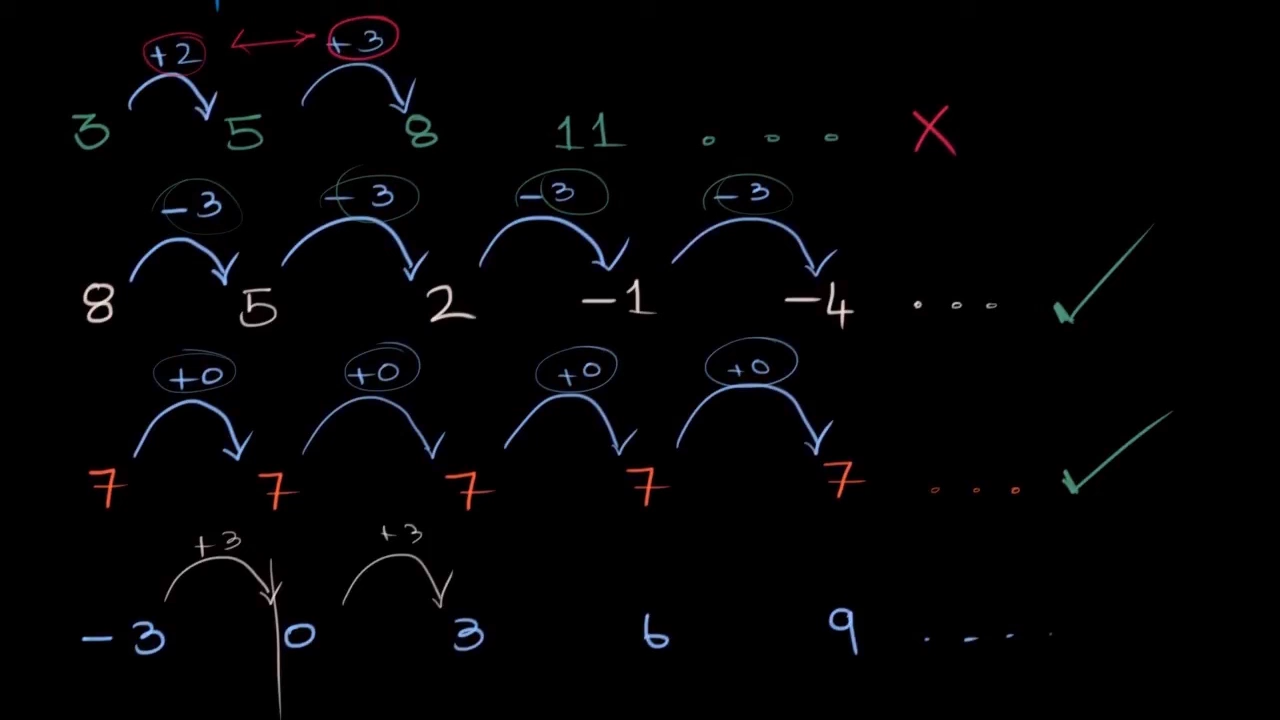 +2 +3
3 5 8 11 . . .
-3 -3 -3 -3
8 5 2 -1 -4 . . .
+0 +0 +0 +0
7 7 7 7 7 . . .
+3 +3
-3 0 3 6 9 . . . .